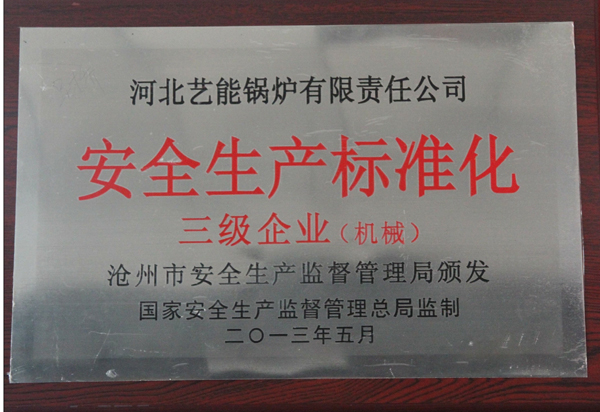 河北艺能锅炉有限责任公司
安全生产标准化
三级企业（机械）
沧州市安全生产监督管理局颁发
国家安全生产监督管理总局监制
二〇一三年五月